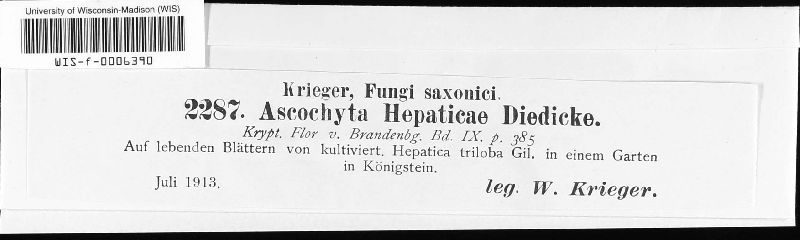 University of Wisconsin-Madison (WIS)
WIS-f-0006390
Krieger, Fungi saxonici.
2287. Ascochyta Hepaticae Diedicke.
Krypt. Flor v. Brandenbg. Bd. IX. p. 385
Auf lebenden Blättern von kultiviert. Hepatica triloba Gil. in einem Garten
in Königstein.
Juli 1913.
leg. W. Krieger.